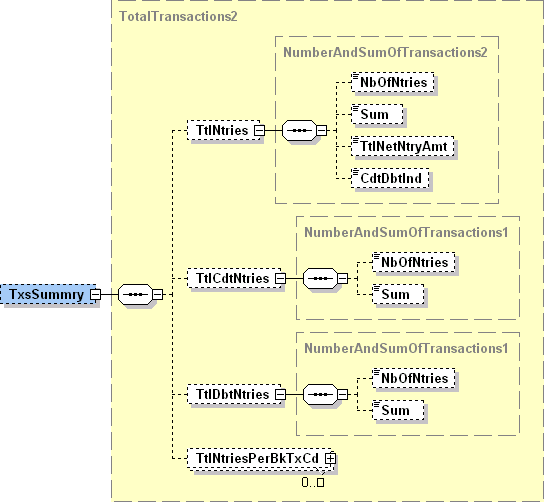 TotalTransactions2
NumberAndSumOfTransactions2
NbOfNtries
Sum
TtlNtries
TtlNetNtryAmt
CdtDbtInd
NumberAndSumOfTransactions1
NbOfNtries
TtlCdtNtries
Sum
TxsSummry
NumberAndSumOfTransactions1
NbOfNtries
TtlDbtNtries
Sum
TtlNtriesPerBkTxCd
0..□